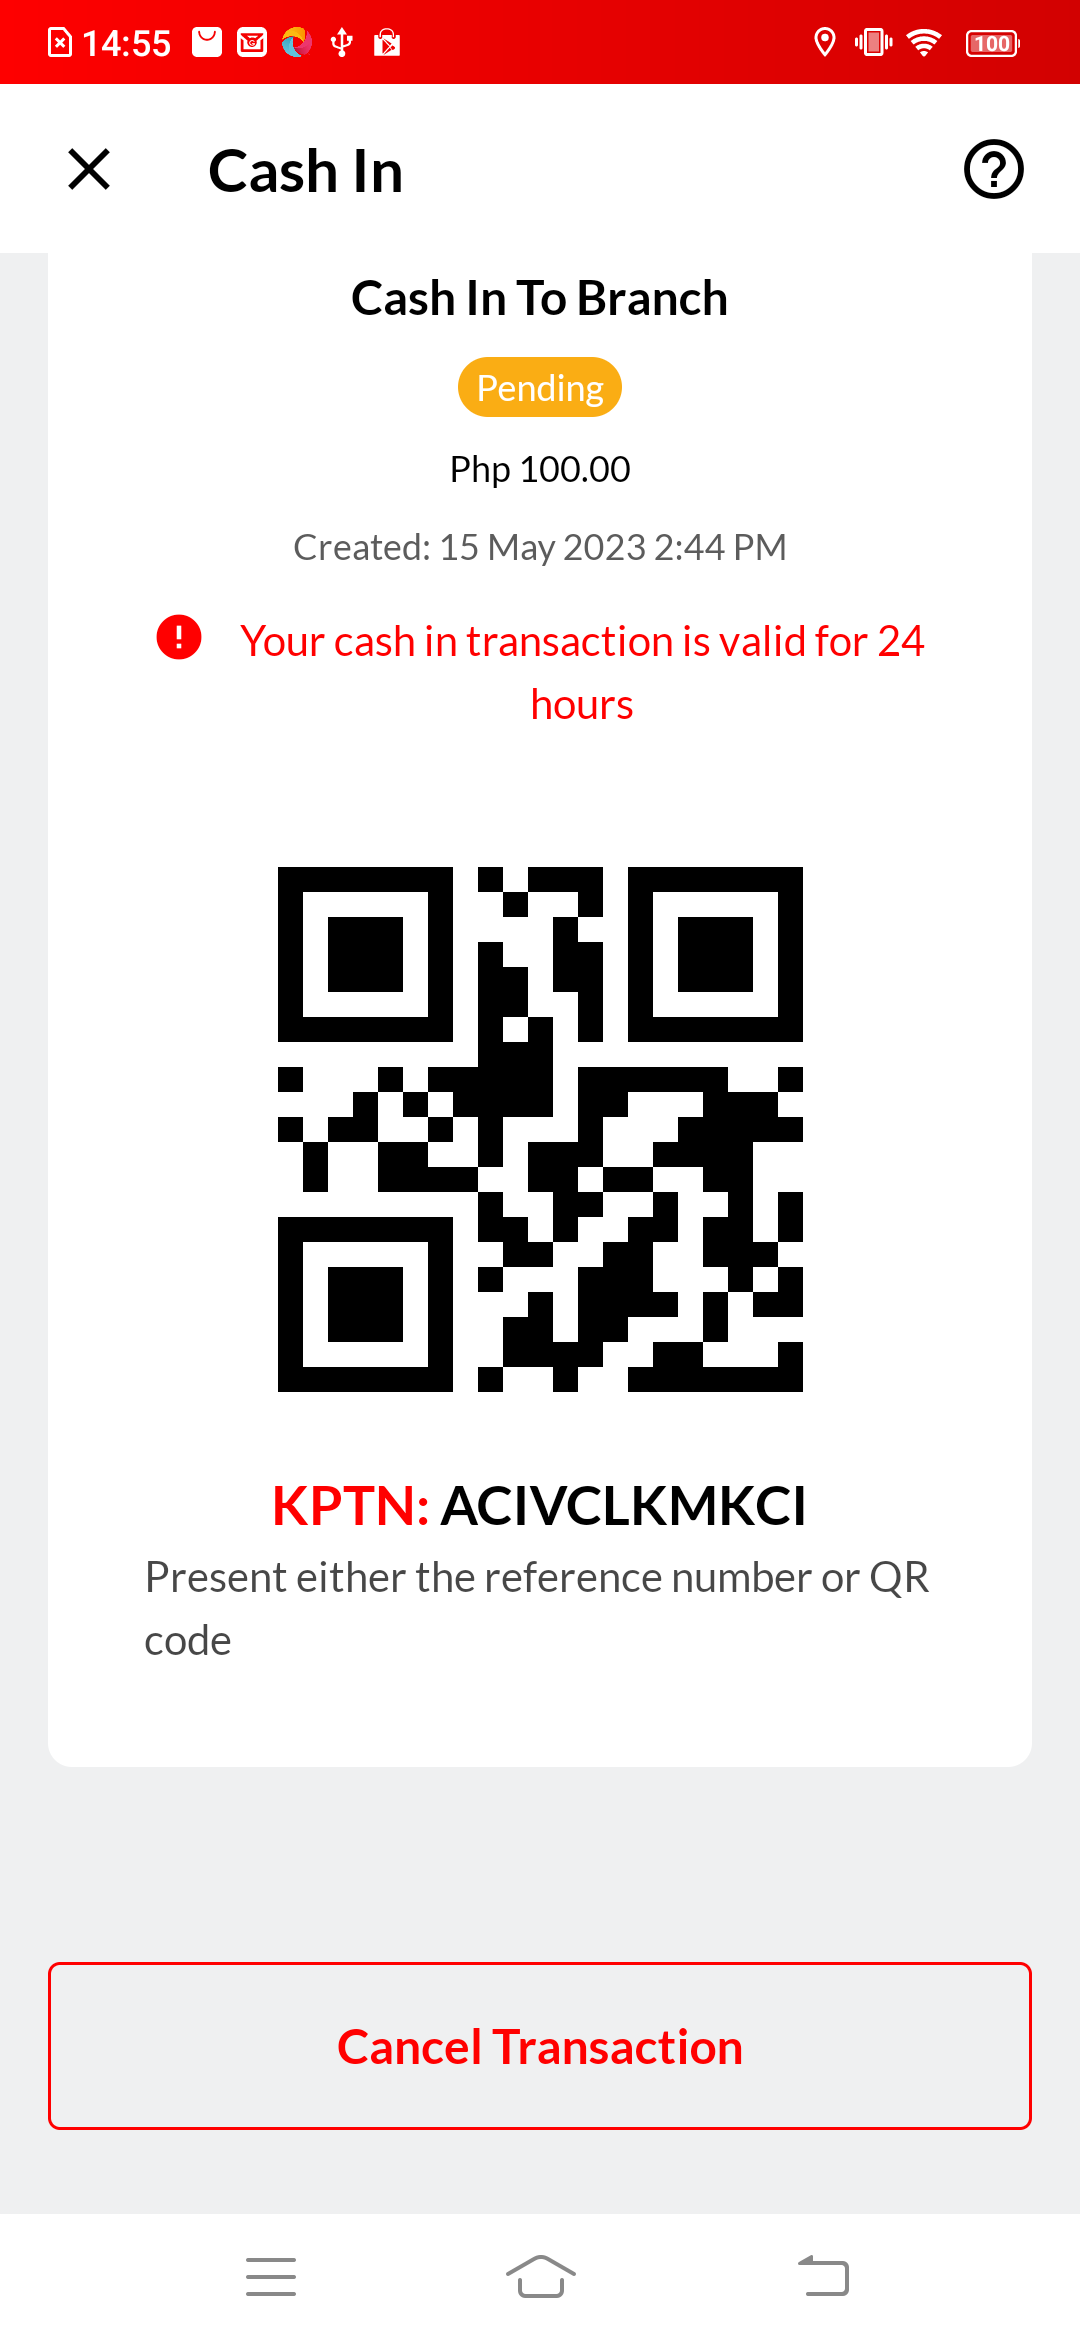 14:55
100
Cash In
Cash In To Branch
Pending
Php 100.00
Created: 15 May 2023 2:44 PM
Your cash in transaction is valid for 24
hours
KPTN: ACIVCLKMKCI
Present either the reference number or QR
code
Cancel Transaction